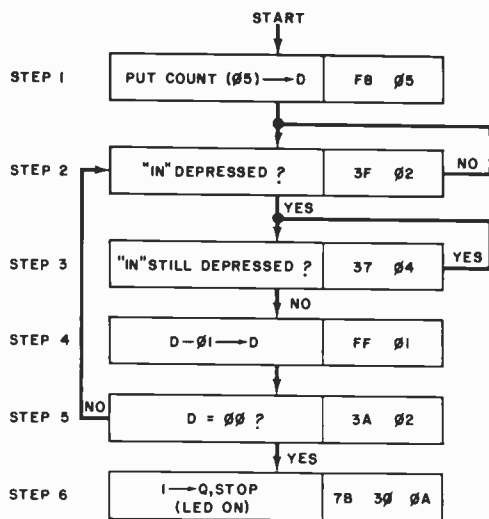 START
STEP 1 PUT COUNT (Ø5) → D F8 Ø5
STEP 2 "IN" DEPRESSED ? 3F Ø2 NO
YES
STEP 3 "IN" STILL DEPRESSED ? 37 Ø4 YES
NO
STEP 4 D – Ø1 → D FF Ø1
NO STEP 5 D = ØØ ? 3A Ø2
YES
STEP 6 1 → Q, STOP 7B 3Ø ØA
(LED ON)